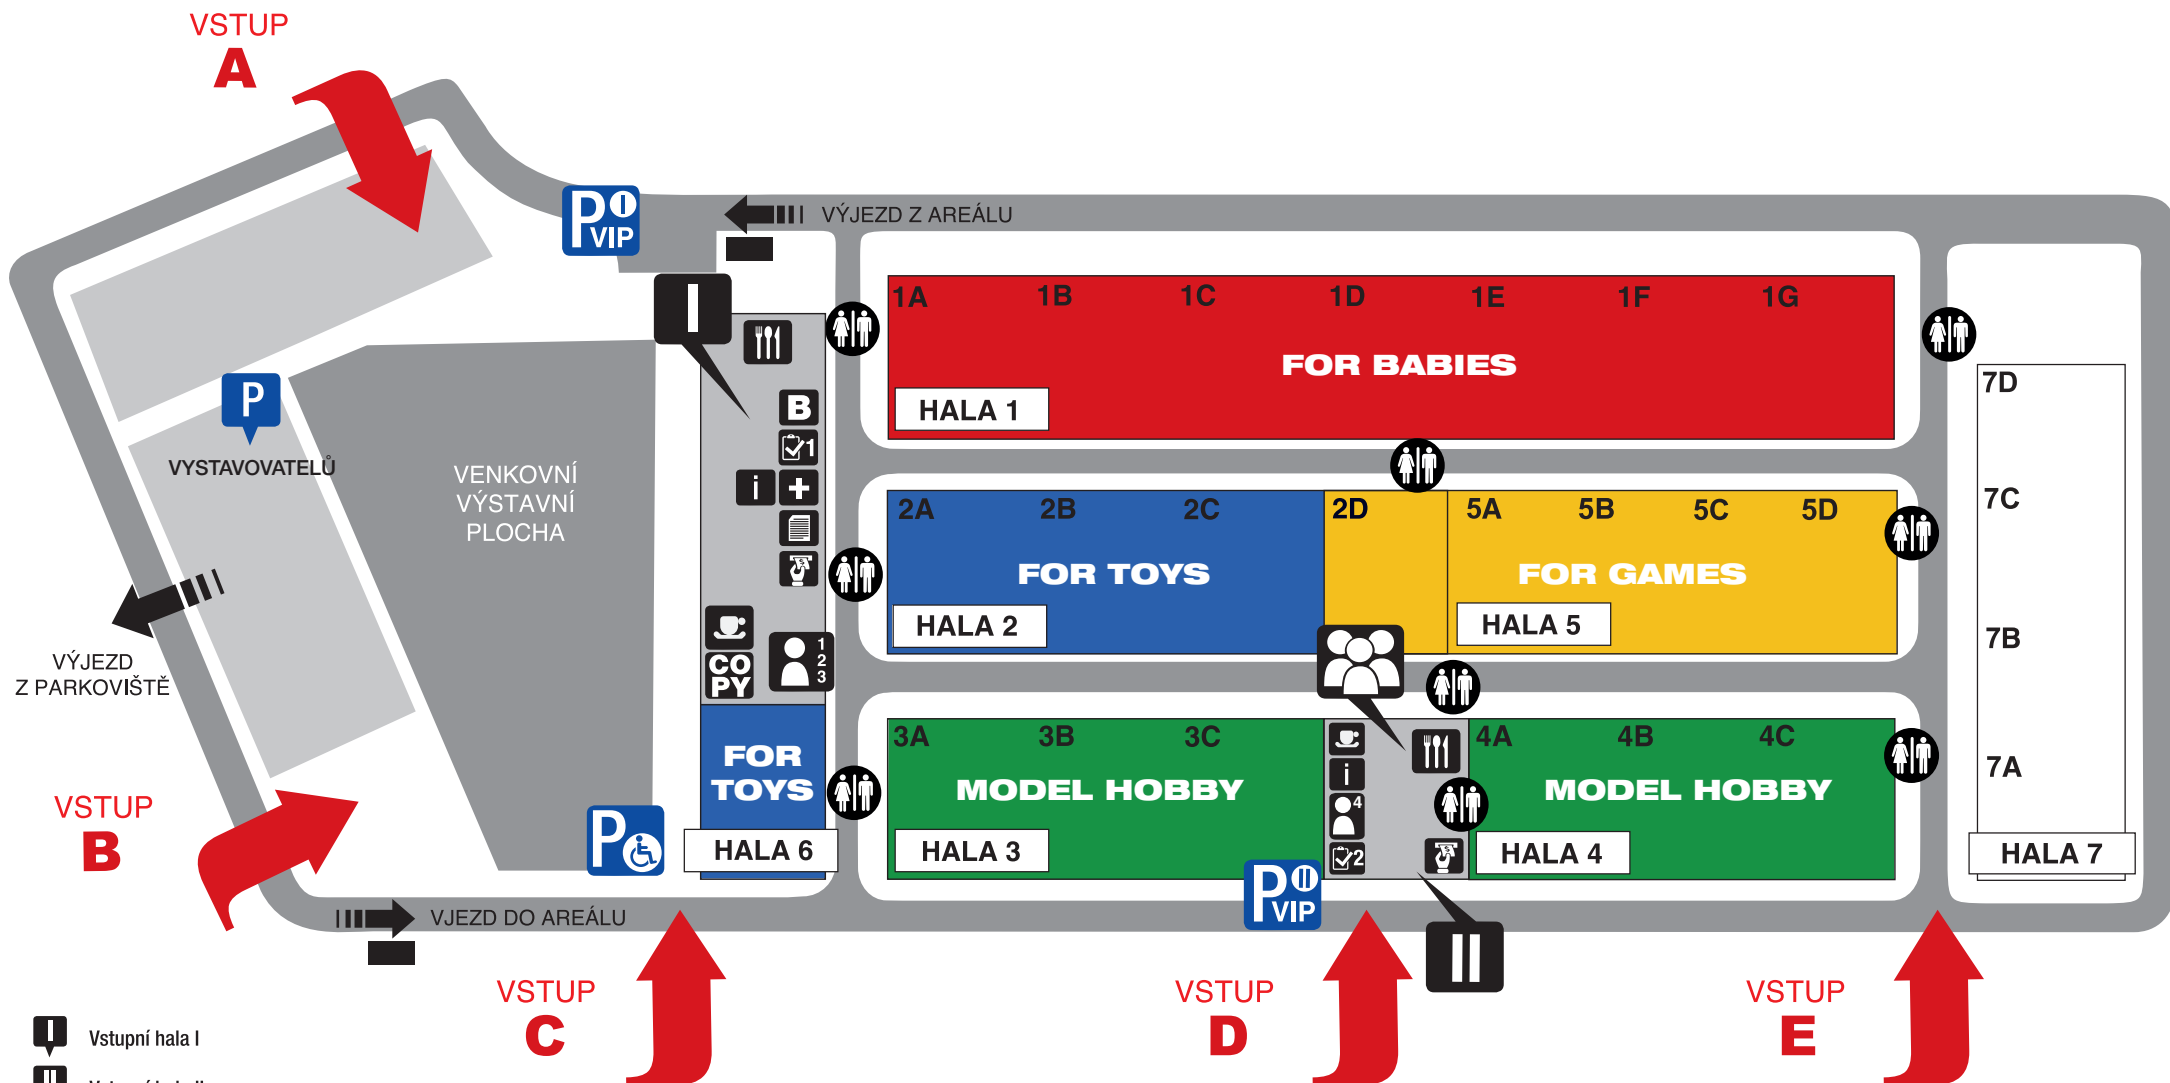 VSTUP
A
P I
VIP
VÝJEZD Z AREÁLU
I
1A 1B 1C 1D 1E 1F 1G
FOR BABIES
HALA 1
7D
P
VYSTAVOVATELŮ
VENKOVNÍ
VÝSTAVNÍ
PLOCHA
B
1
i
2A 2B 2C 2D 5A 5B 5C 5D
7C
FOR TOYS
FOR GAMES
HALA 2
HALA 5
7B
CO
PY
1
2
3
VÝJEZD
Z PARKOVIŠTĚ
FOR
TOYS
HALA 6
3A 3B 3C 4A 4B 4C
7A
MODEL HOBBY
MODEL HOBBY
i
4
2
HALA 3
HALA 4
HALA 7
VSTUP
B
P
P II
VIP
VJEZD DO AREÁLU
II
VSTUP
C
VSTUP
D
VSTUP
E
I Vstupní hala I